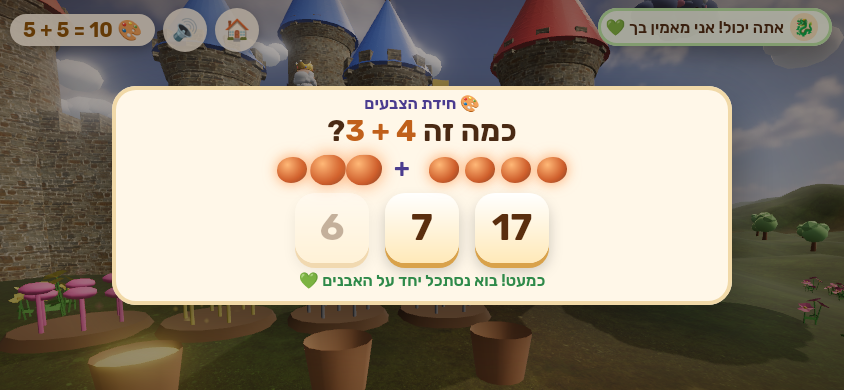 5 + 5 = 10 🎨
🔊
🏠
אתה יכול! אני מאמין בך 💚
🎨 חידת הצבעים
כמה זה 4 + 3?
+
6
7
17
כמעט! בוא נסתכל יחד על האבנים 💚